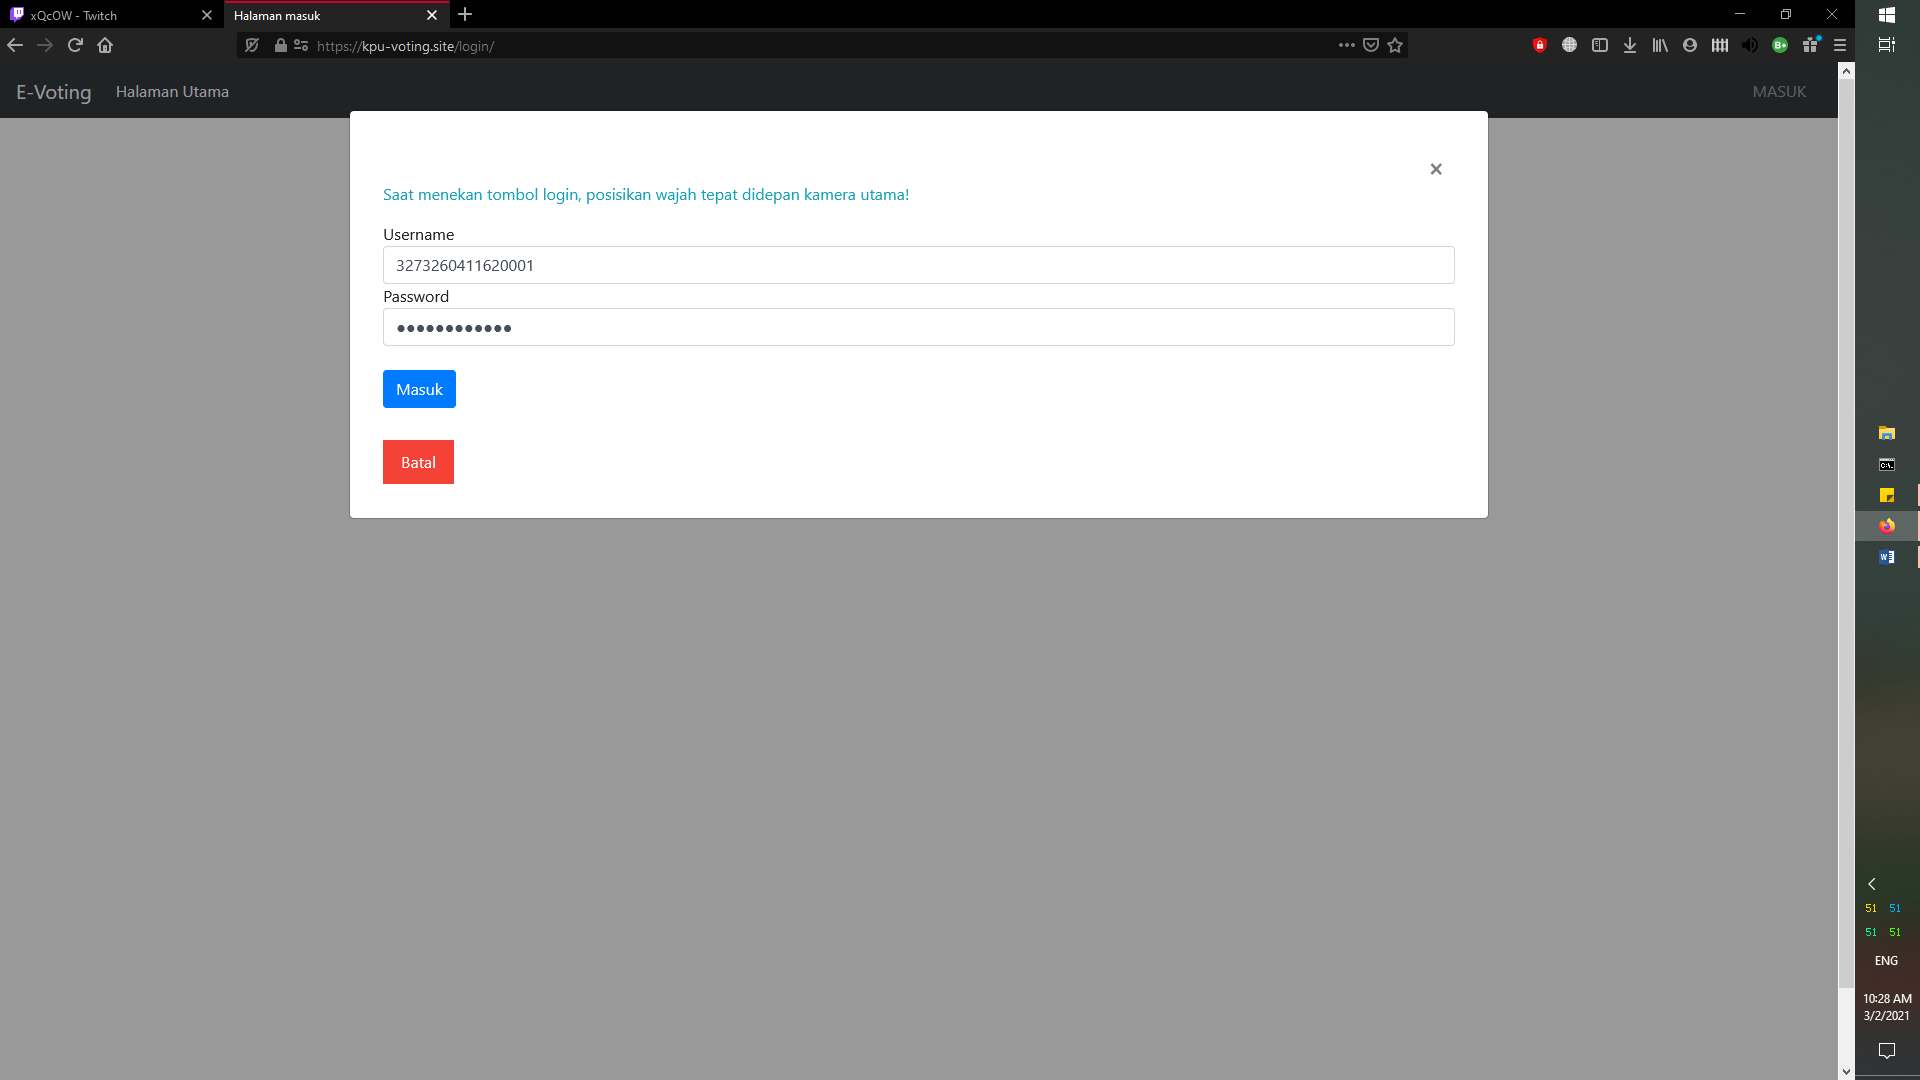 xQcOW - Twitch
Halaman masuk
https://kpu-voting.site/login/
E-Voting
Halaman Utama
MASUK
×
Saat menekan tombol login, posisikan wajah tepat didepan kamera utama!
Username
3273260411620001
Password
●●●●●●●●●●●●
Masuk
Batal
51 51
51 51
ENG
10:28 AM
3/2/2021